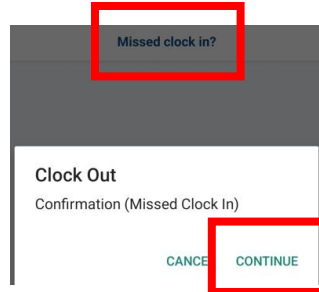 Missed clock in?
Clock Out
Confirmation (Missed Clock In)
CANCE CONTINUE